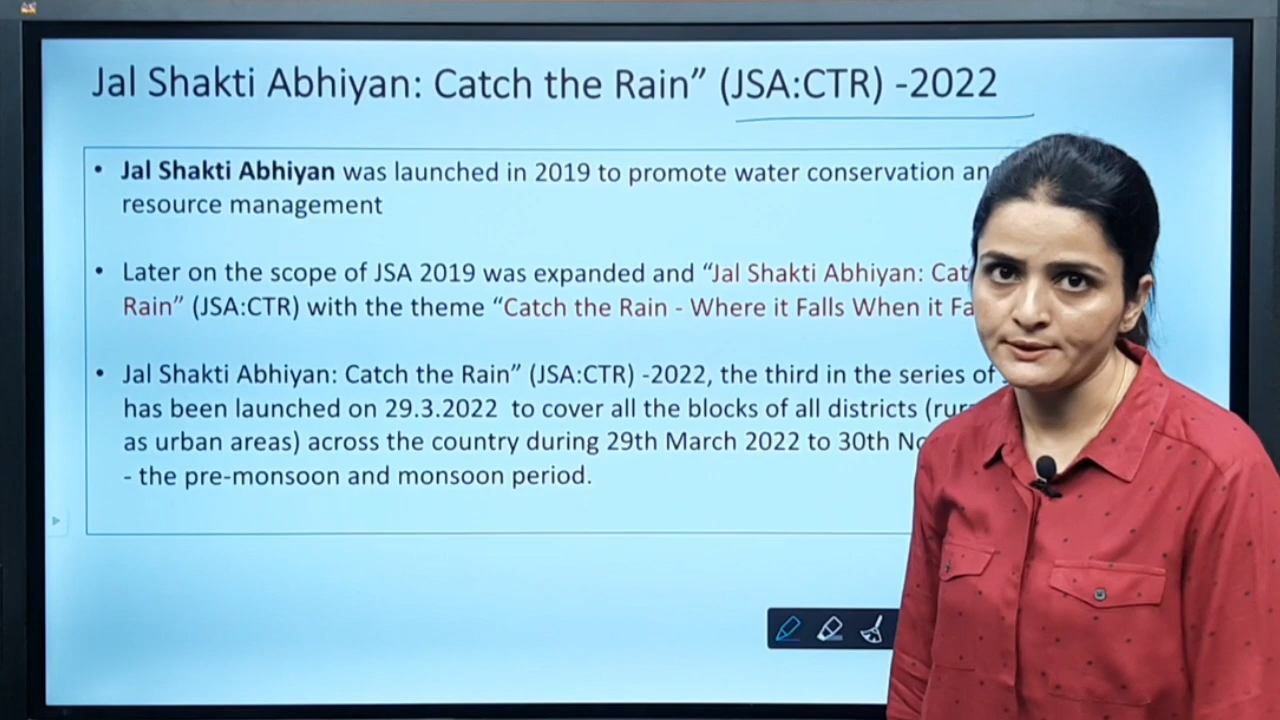 Jal Shakti Abhiyan: Catch the Rain” (JSA:CTR) -2022
• Jal Shakti Abhiyan was launched in 2019 to promote water conservation
resource management
• Later on the scope of JSA 2019 was expanded and “Jal Shakti Abhiyan:
Rain” (JSA:CTR) with the theme “Catch the Rain - Where it Falls When it
• Jal Shakti Abhiyan: Catch the Rain” (JSA:CTR) -2022, the third in the series of
has been launched on 29.3.2022 to cover all the blocks of all districts
as urban areas) across the country during 29th March 2022 to 30th
- the pre-monsoon and monsoon period.